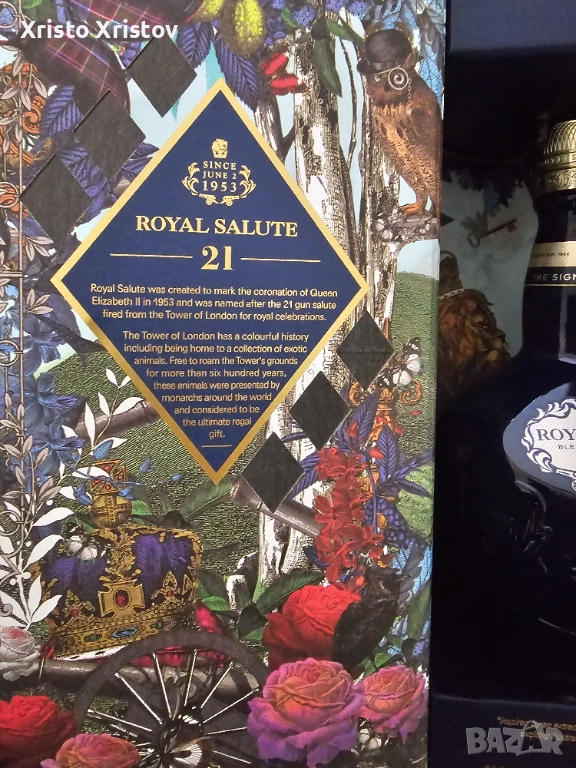 Xristo Xristov
SINCE
JUNE 2
1953
ROYAL SALUTE
21
Royal Salute was created to mark the coronation of Queen
Elizabeth II in 1953 and was named after the 21 gun salute
fired from the Tower of London for royal celebrations.
The Tower of London has a colourful history
including being home to a collection of exotic
animals. Free to roam the Tower's grounds
for more than six hundred years,
these animals were presented by
monarchs around the world
and considered to be
the ultimate regal
gift.
THE SIGN
ROY
BLE
BAZAR
bg